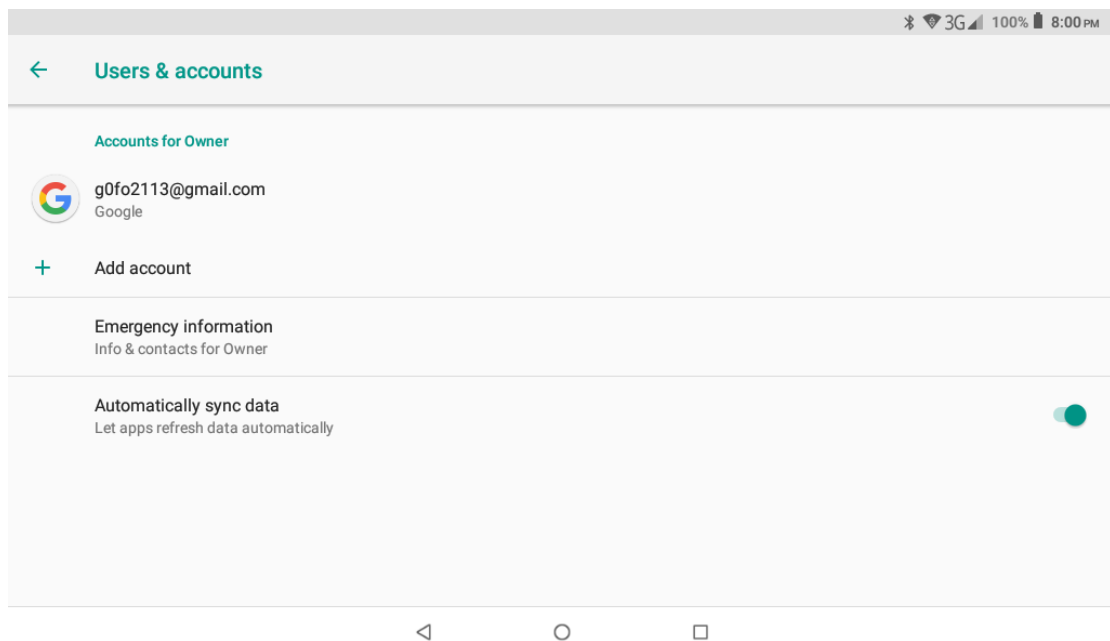 3G 100% 8:00 PM
Users & accounts
Accounts for Owner
g0fo2113@gmail.com
Google
Add account
Emergency information
Info & contacts for Owner
Automatically sync data
Let apps refresh data automatically